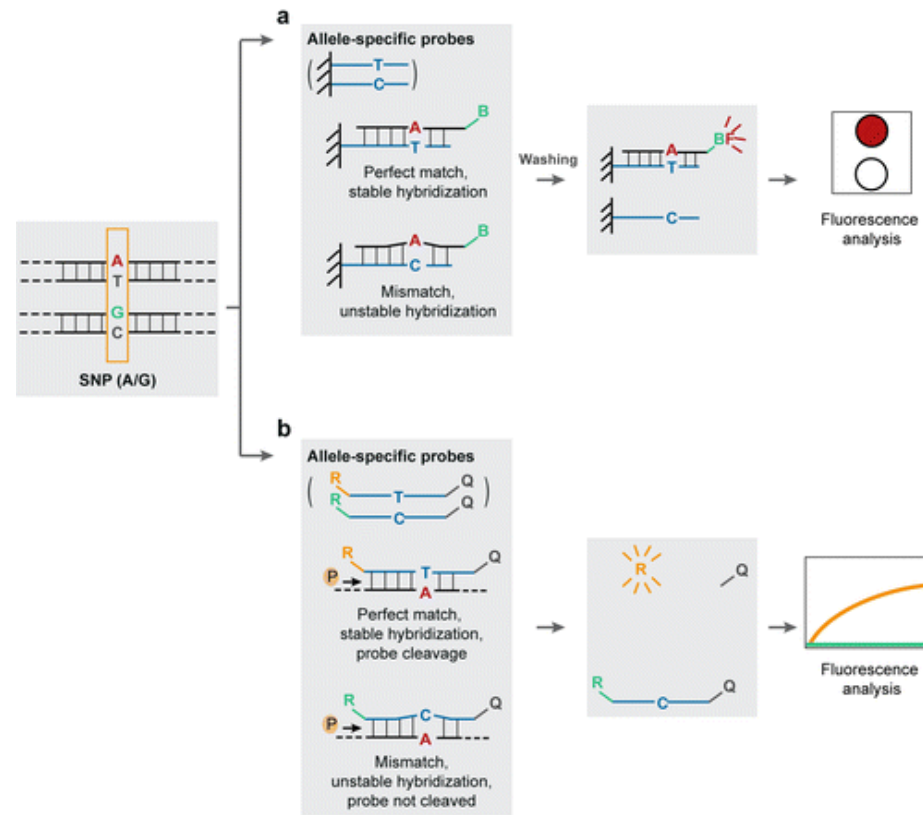 a
Allele-specific probes
( T )
C
B
A
T
Perfect match,
stable hybridization
B
A
C
Mismatch,
unstable hybridization
Washing
BF
A
T
C
Fluorescence
analysis
A
T
G
C
SNP (A/G)
b
Allele-specific probes
( R T Q )
R C Q
R Q
P T
A
Perfect match,
stable hybridization,
probe cleavage
R Q
P C
A
Mismatch,
unstable hybridization,
probe not cleaved
R Q
R C Q
Fluorescence
analysis